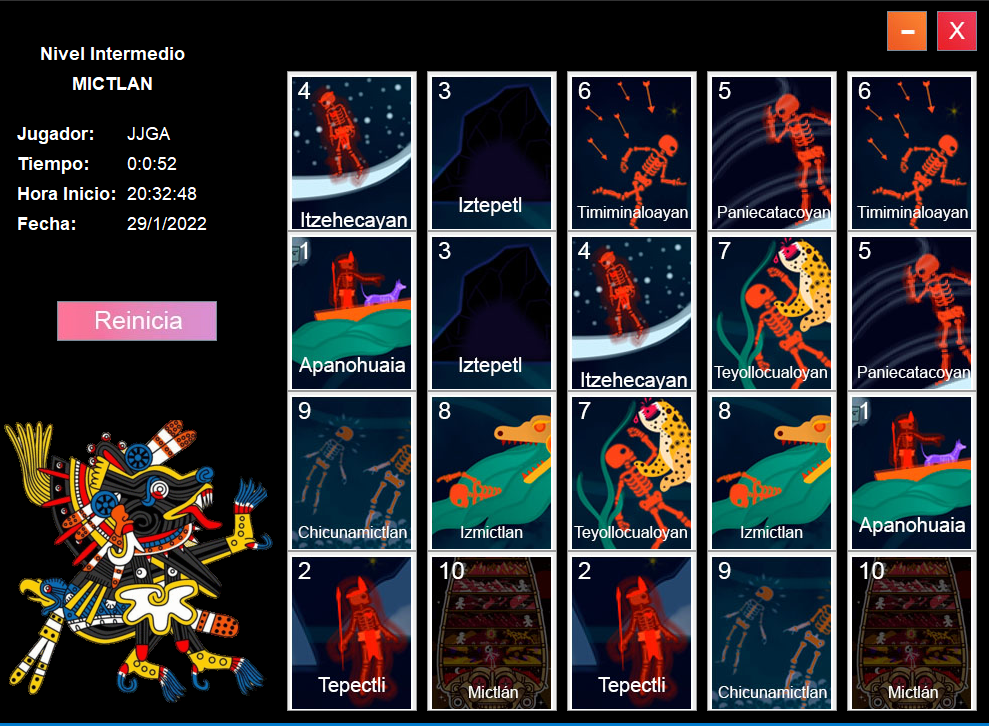 X
Nivel Intermedio
MICTLAN
Jugador: JJGA
Tiempo: 0:0:52
Hora Inicio: 20:32:48
Fecha: 29/1/2022
Reinicia
4
Itzehecayan
3
Iztepetl
6
Timiminaloayan
5
Paniecatacoyan
6
Timiminaloayan
1
Apanohuaia
3
Iztepetl
4
Itzehecayan
7
Teyollocualoyan
5
Paniecatacoyan
9
Chicunamictlan
8
Izmictlan
7
Teyollocualoyan
8
Izmictlan
1
Apanohuaia
2
Tepectli
10
Mictlán
2
Tepectli
9
Chicunamictlan
10
Mictlán